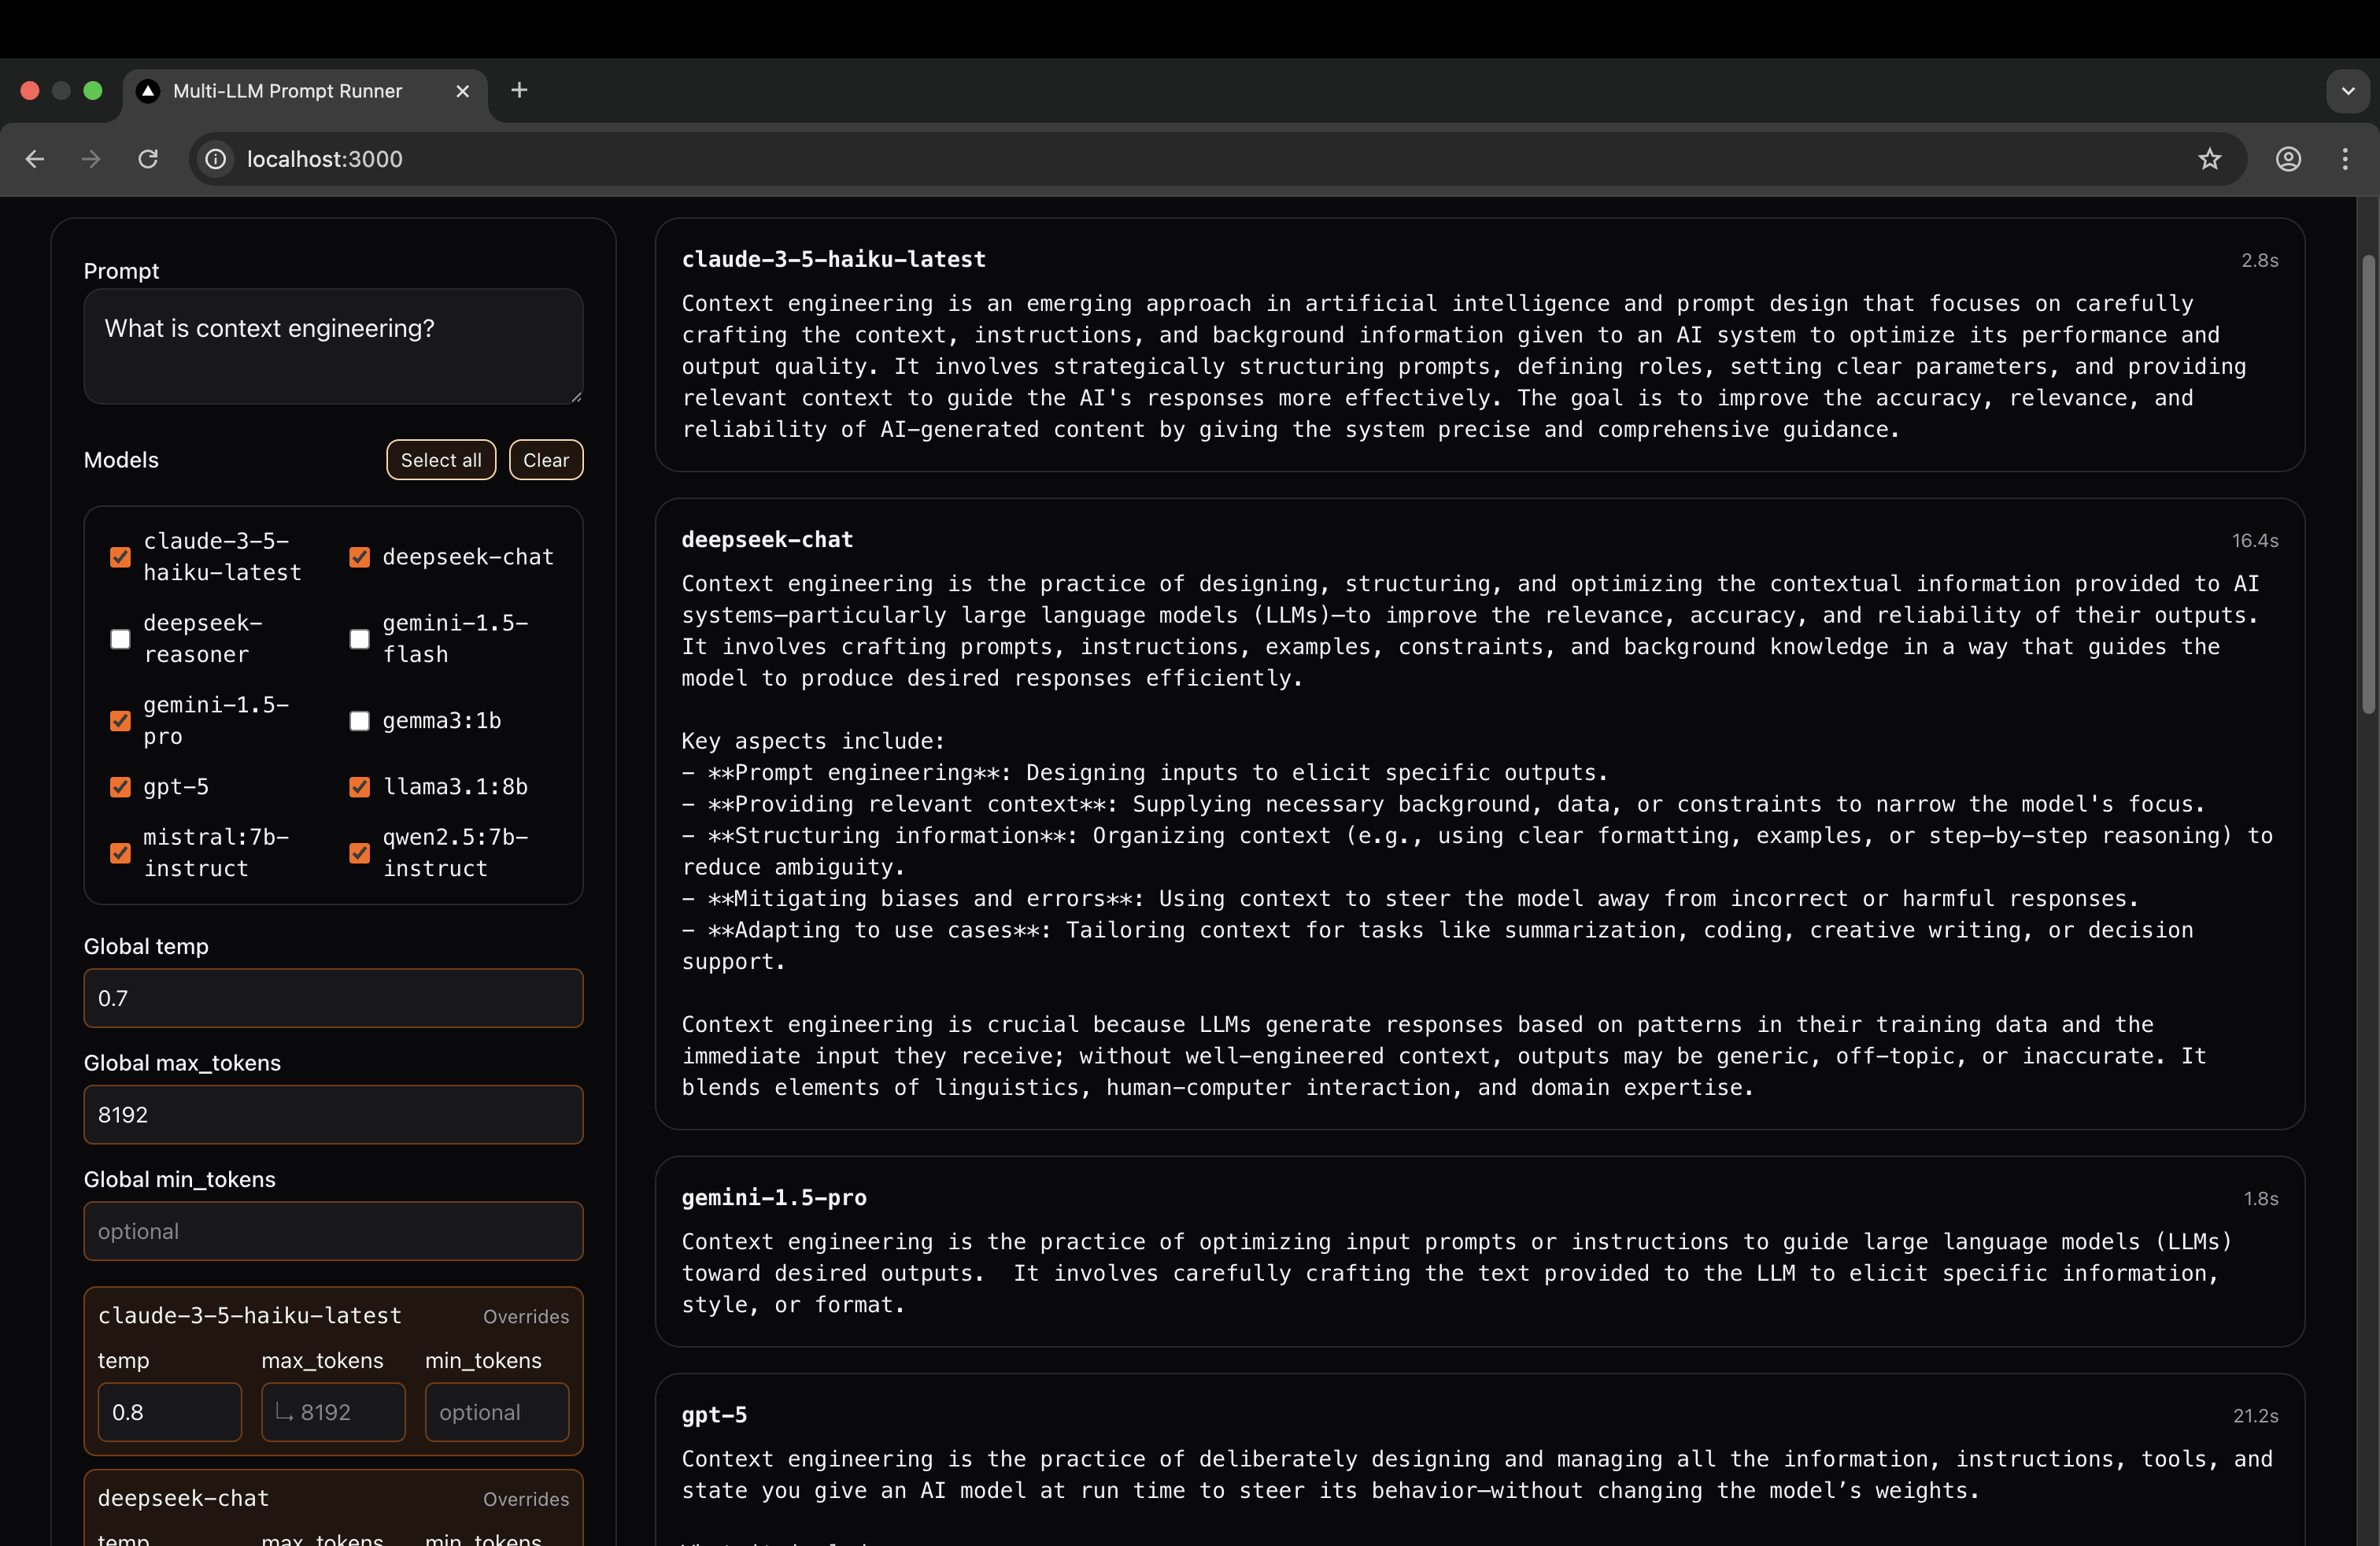 Multi-LLM Prompt Runner
localhost:3000
Prompt
What is context engineering?
Models
Select all
Clear
claude-3-5-
haiku-latest
deepseek-chat
deepseek-
reasoner
gemini-1.5-
flash
gemini-1.5-
pro
gemma3:1b
gpt-5
llama3.1:8b
mistral:7b-
instruct
qwen2.5:7b-
instruct
Global temp
0.7
Global max_tokens
8192
Global min_tokens
optional
claude-3-5-haiku-latest
Overrides
temp
max_tokens
min_tokens
0.8
8192
optional
deepseek-chat
Overrides
temp
max_tokens
min_tokens
claude-3-5-haiku-latest
2.8s
Context engineering is an emerging approach in artificial intelligence and prompt design that focuses on carefully
crafting the context, instructions, and background information given to an AI system to optimize its performance and
output quality. It involves strategically structuring prompts, defining roles, setting clear parameters, and providing
relevant context to guide the AI's responses more effectively. The goal is to improve the accuracy, relevance, and
reliability of AI-generated content by giving the system precise and comprehensive guidance.
deepseek-chat
16.4s
Context engineering is the practice of designing, structuring, and optimizing the contextual information provided to AI
systems—particularly large language models (LLMs)—to improve the relevance, accuracy, and reliability of their outputs.
It involves crafting prompts, instructions, examples, constraints, and background knowledge in a way that guides the
model to produce desired responses efficiently.
Key aspects include:
- **Prompt engineering**: Designing inputs to elicit specific outputs.
- **Providing relevant context**: Supplying necessary background, data, or constraints to narrow the model's focus.
- **Structuring information**: Organizing context (e.g., using clear formatting, examples, or step-by-step reasoning) to
reduce ambiguity.
- **Mitigating biases and errors**: Using context to steer the model away from incorrect or harmful responses.
- **Adapting to use cases**: Tailoring context for tasks like summarization, coding, creative writing, or decision
support.
Context engineering is crucial because LLMs generate responses based on patterns in their training data and the
immediate input they receive; without well-engineered context, outputs may be generic, off-topic, or inaccurate. It
blends elements of linguistics, human-computer interaction, and domain expertise.
gemini-1.5-pro
1.8s
Context engineering is the practice of optimizing input prompts or instructions to guide large language models (LLMs)
toward desired outputs.  It involves carefully crafting the text provided to the LLM to elicit specific information,
style, or format.
gpt-5
21.2s
Context engineering is the practice of deliberately designing and managing all the information, instructions, tools, and
state you give an AI model at run time to steer its behavior—without changing the model’s weights.